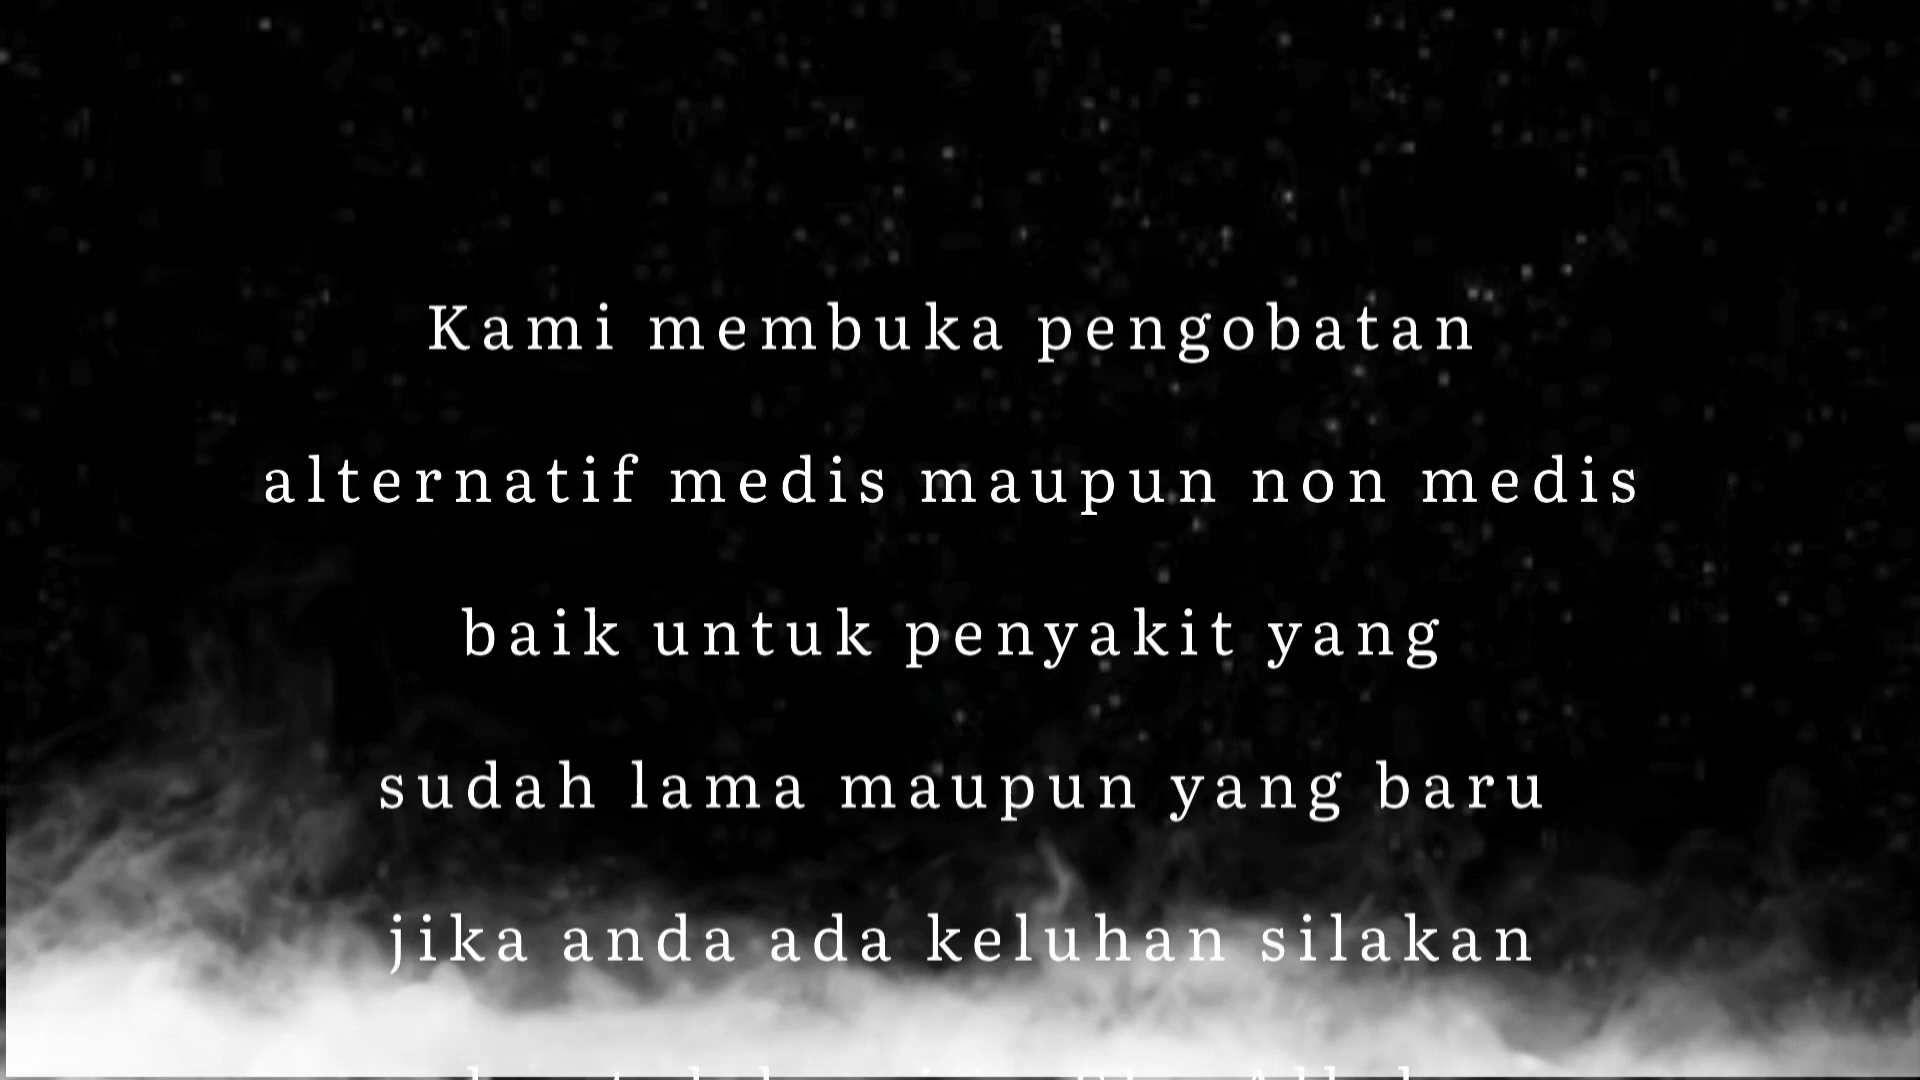 Kami membuka pengobatan
alternatif medis maupun non medis
baik untuk penyakit yang
sudah lama maupun yang baru
jika anda ada keluhan silakan